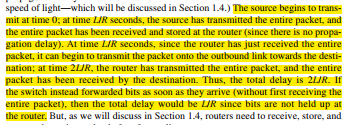 speed of light—which will be discussed in Section 1.4.) The source begins to trans-
mit at time 0; at time L/R seconds, the source has transmitted the entire packet, and
the entire packet has been received and stored at the router (since there is no propa-
gation delay). At time L/R seconds, since the router has just received the entire
packet, it can begin to transmit the packet onto the outbound link towards the desti-
nation; at time 2L/R, the router has transmitted the entire packet, and the entire
packet has been received by the destination. Thus, the total delay is 2L/R. If
the switch instead forwarded bits as soon as they arrive (without first receiving the
entire packet), then the total delay would be L/R since bits are not held up at
the router. But, as we will discuss in Section 1.4, routers need to receive, store, and